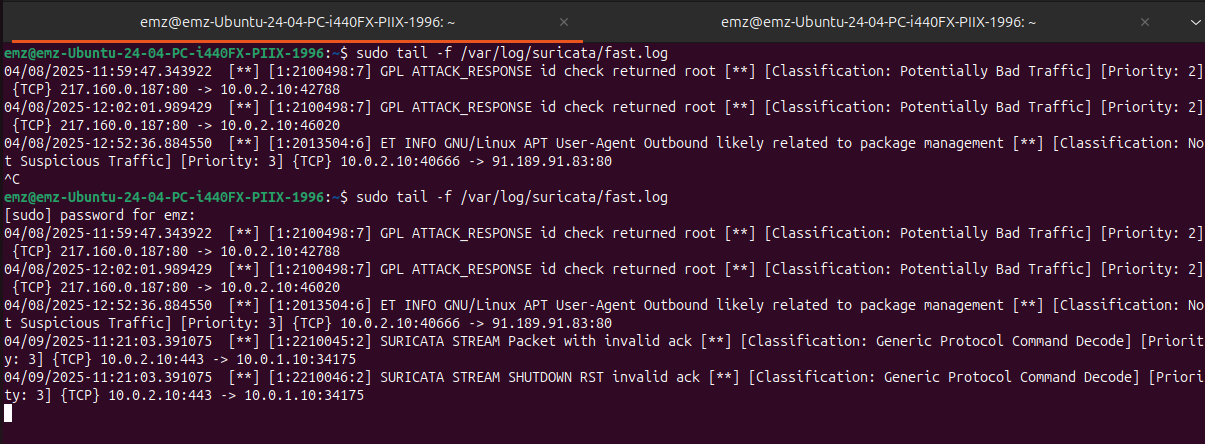 emz@emz-Ubuntu-24-04-PC-i440FX-PIIX-1996: ~ × emz@emz-Ubuntu-24-04-PC-i440FX-PIIX-1996: ~ ×
emz@emz-Ubuntu-24-04-PC-i440FX-PIIX-1996:~$ sudo tail -f /var/log/suricata/fast.log
04/08/2025-11:59:47.343922  [**] [1:2100498:7] GPL ATTACK_RESPONSE id check returned root [**] [Classification: Potentially Bad Traffic] [Priority: 2]
 {TCP} 217.160.0.187:80 -> 10.0.2.10:42788
04/08/2025-12:02:01.989429  [**] [1:2100498:7] GPL ATTACK_RESPONSE id check returned root [**] [Classification: Potentially Bad Traffic] [Priority: 2]
 {TCP} 217.160.0.187:80 -> 10.0.2.10:46020
04/08/2025-12:52:36.884550  [**] [1:2013504:6] ET INFO GNU/Linux APT User-Agent Outbound likely related to package management [**] [Classification: No
t Suspicious Traffic] [Priority: 3] {TCP} 10.0.2.10:40666 -> 91.189.91.83:80
^C
emz@emz-Ubuntu-24-04-PC-i440FX-PIIX-1996:~$ sudo tail -f /var/log/suricata/fast.log
[sudo] password for emz:
04/08/2025-11:59:47.343922  [**] [1:2100498:7] GPL ATTACK_RESPONSE id check returned root [**] [Classification: Potentially Bad Traffic] [Priority: 2]
 {TCP} 217.160.0.187:80 -> 10.0.2.10:42788
04/08/2025-12:02:01.989429  [**] [1:2100498:7] GPL ATTACK_RESPONSE id check returned root [**] [Classification: Potentially Bad Traffic] [Priority: 2]
 {TCP} 217.160.0.187:80 -> 10.0.2.10:46020
04/08/2025-12:52:36.884550  [**] [1:2013504:6] ET INFO GNU/Linux APT User-Agent Outbound likely related to package management [**] [Classification: No
t Suspicious Traffic] [Priority: 3] {TCP} 10.0.2.10:40666 -> 91.189.91.83:80
04/09/2025-11:21:03.391075  [**] [1:2210045:2] SURICATA STREAM Packet with invalid ack [**] [Classification: Generic Protocol Command Decode] [Priorit
y: 3] {TCP} 10.0.2.10:443 -> 10.0.1.10:34175
04/09/2025-11:21:03.391075  [**] [1:2210046:2] SURICATA STREAM SHUTDOWN RST invalid ack [**] [Classification: Generic Protocol Command Decode] [Priori
ty: 3] {TCP} 10.0.2.10:443 -> 10.0.1.10:34175